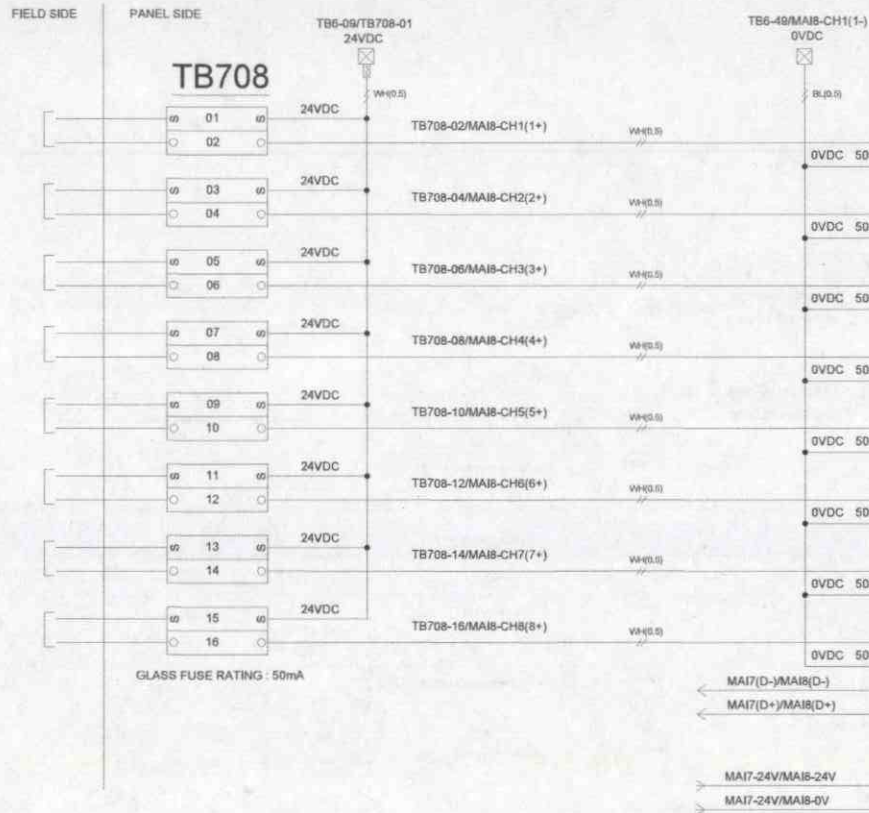 FIELD SIDE
PANEL SIDE
TB6-09/TB708-01
24VDC
TB6-49/MAI8-CH1(1-)
0VDC
TB708
WH(0.5)
BL(0.5)
S 01 S 24VDC
02
TB708-02/MAI8-CH1(1+)
WH(0.5)
0VDC 50
S 03 S 24VDC
04
TB708-04/MAI8-CH2(2+)
WH(0.5)
0VDC 50
S 05 S 24VDC
06
TB708-06/MAI8-CH3(3+)
WH(0.5)
0VDC 50
S 07 S 24VDC
08
TB708-08/MAI8-CH4(4+)
WH(0.5)
0VDC 50
S 09 S 24VDC
10
TB708-10/MAI8-CH5(5+)
WH(0.5)
0VDC 50
S 11 S 24VDC
12
TB708-12/MAI8-CH6(6+)
WH(0.5)
0VDC 50
S 13 S 24VDC
14
TB708-14/MAI8-CH7(7+)
WH(0.5)
0VDC 50
S 15 S 24VDC
16
TB708-16/MAI8-CH8(8+)
WH(0.5)
0VDC 50
GLASS FUSE RATING : 50mA
MAI7(D-)/MAI8(D-)
MAI7(D+)/MAI8(D+)
MAI7-24V/MAI8-24V
MAI7-24V/MAI8-0V